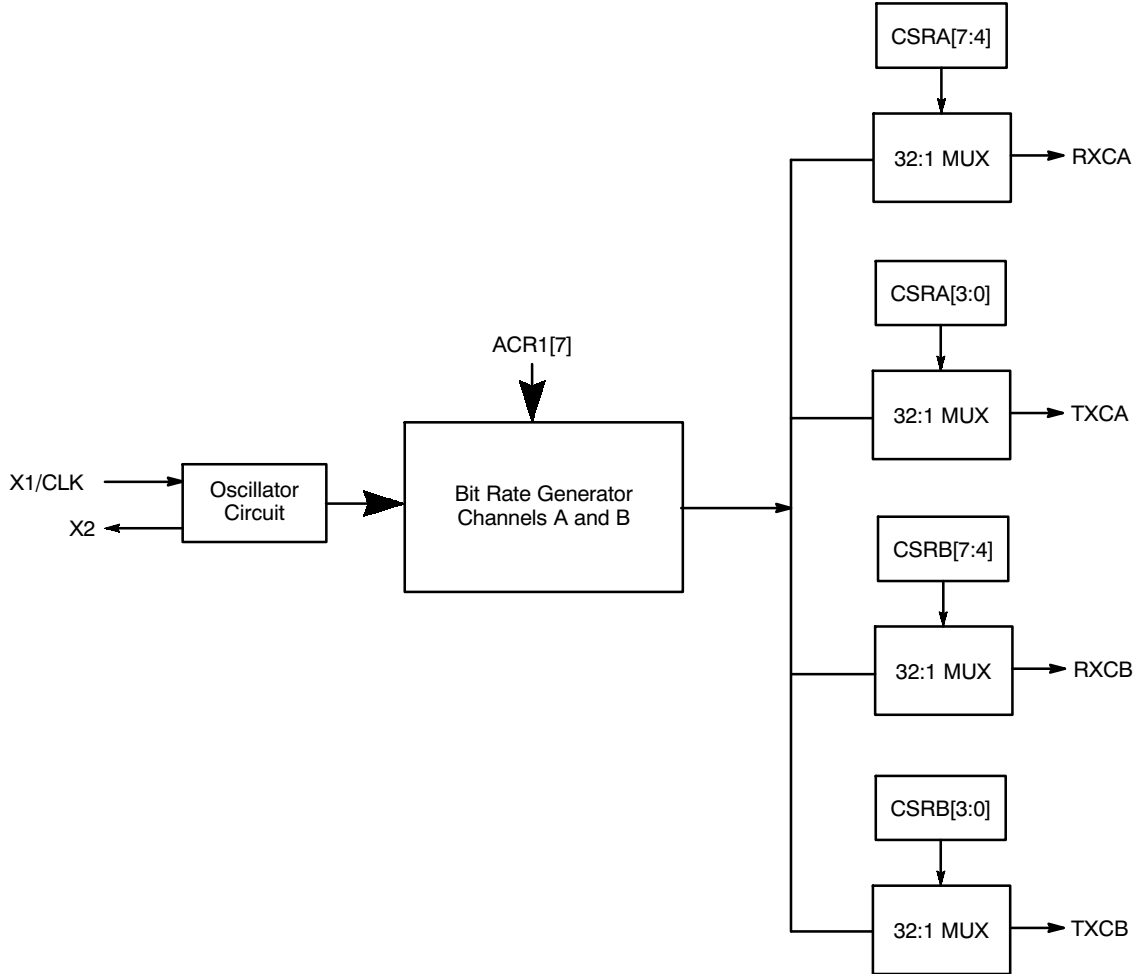 CSRA[7:4]
32:1 MUX
RXCA
CSRA[3:0]
ACR1[7]
32:1 MUX
TXCA
X1/CLK
X2
Oscillator
Circuit
Bit Rate Generator
Channels A and B
CSRB[7:4]
32:1 MUX
RXCB
CSRB[3:0]
32:1 MUX
TXCB